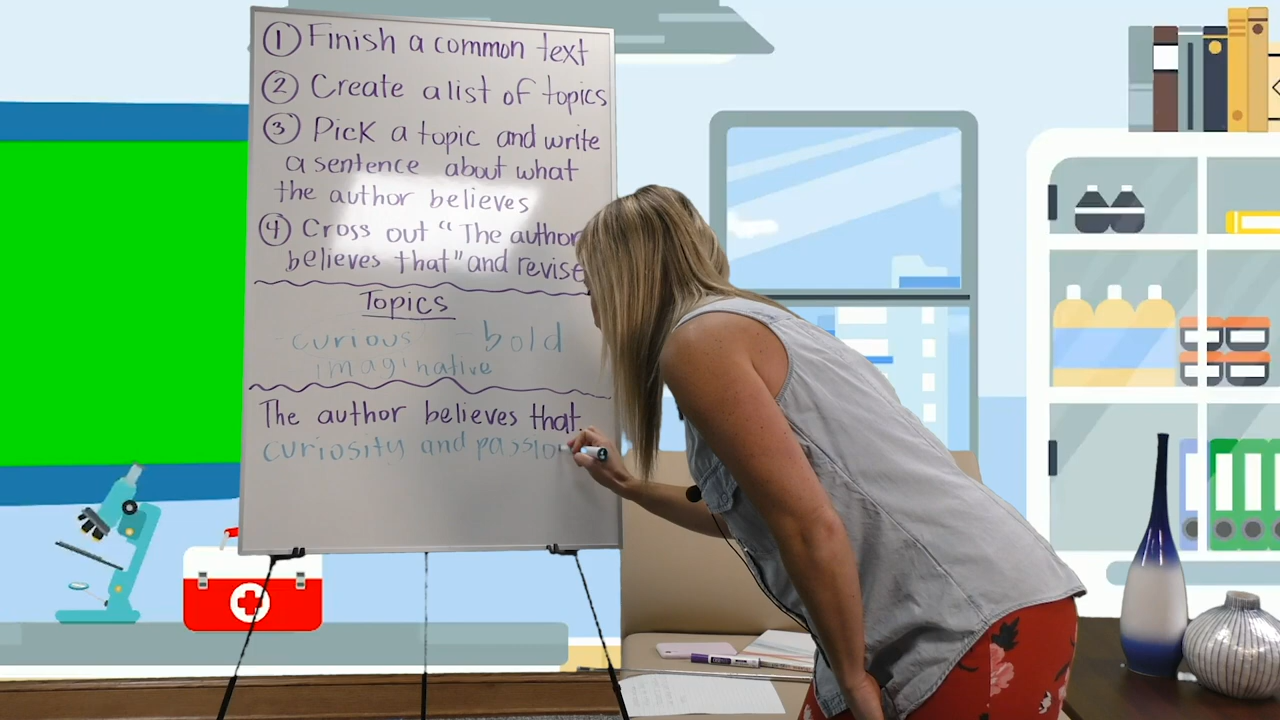 ① Finish a common text
② Create a list of topics
③ Pick a topic and write
a sentence about what
the author believes
④ Cross out "The author
believes that" and revise
Topics
-curious -bold
imaginative
The author believes that
curiosity and passio